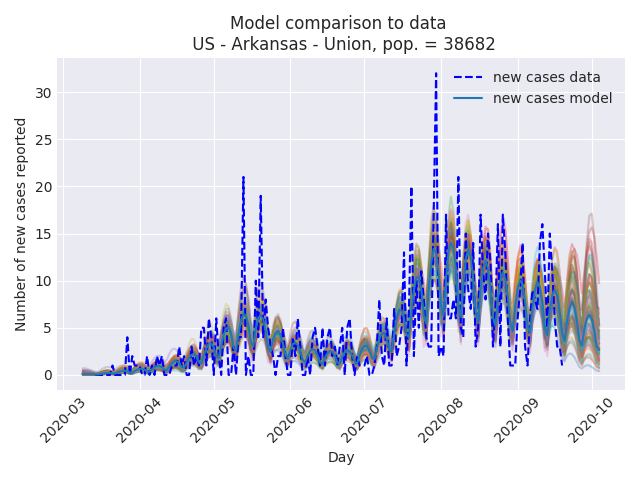 Model comparison to data
US - Arkansas - Union, pop. = 38682
new cases data
new cases model
Number of new cases reported
30
25
20
15
10
5
0
2020-03
2020-04
2020-05
2020-06
2020-07
2020-08
2020-09
2020-10
Day